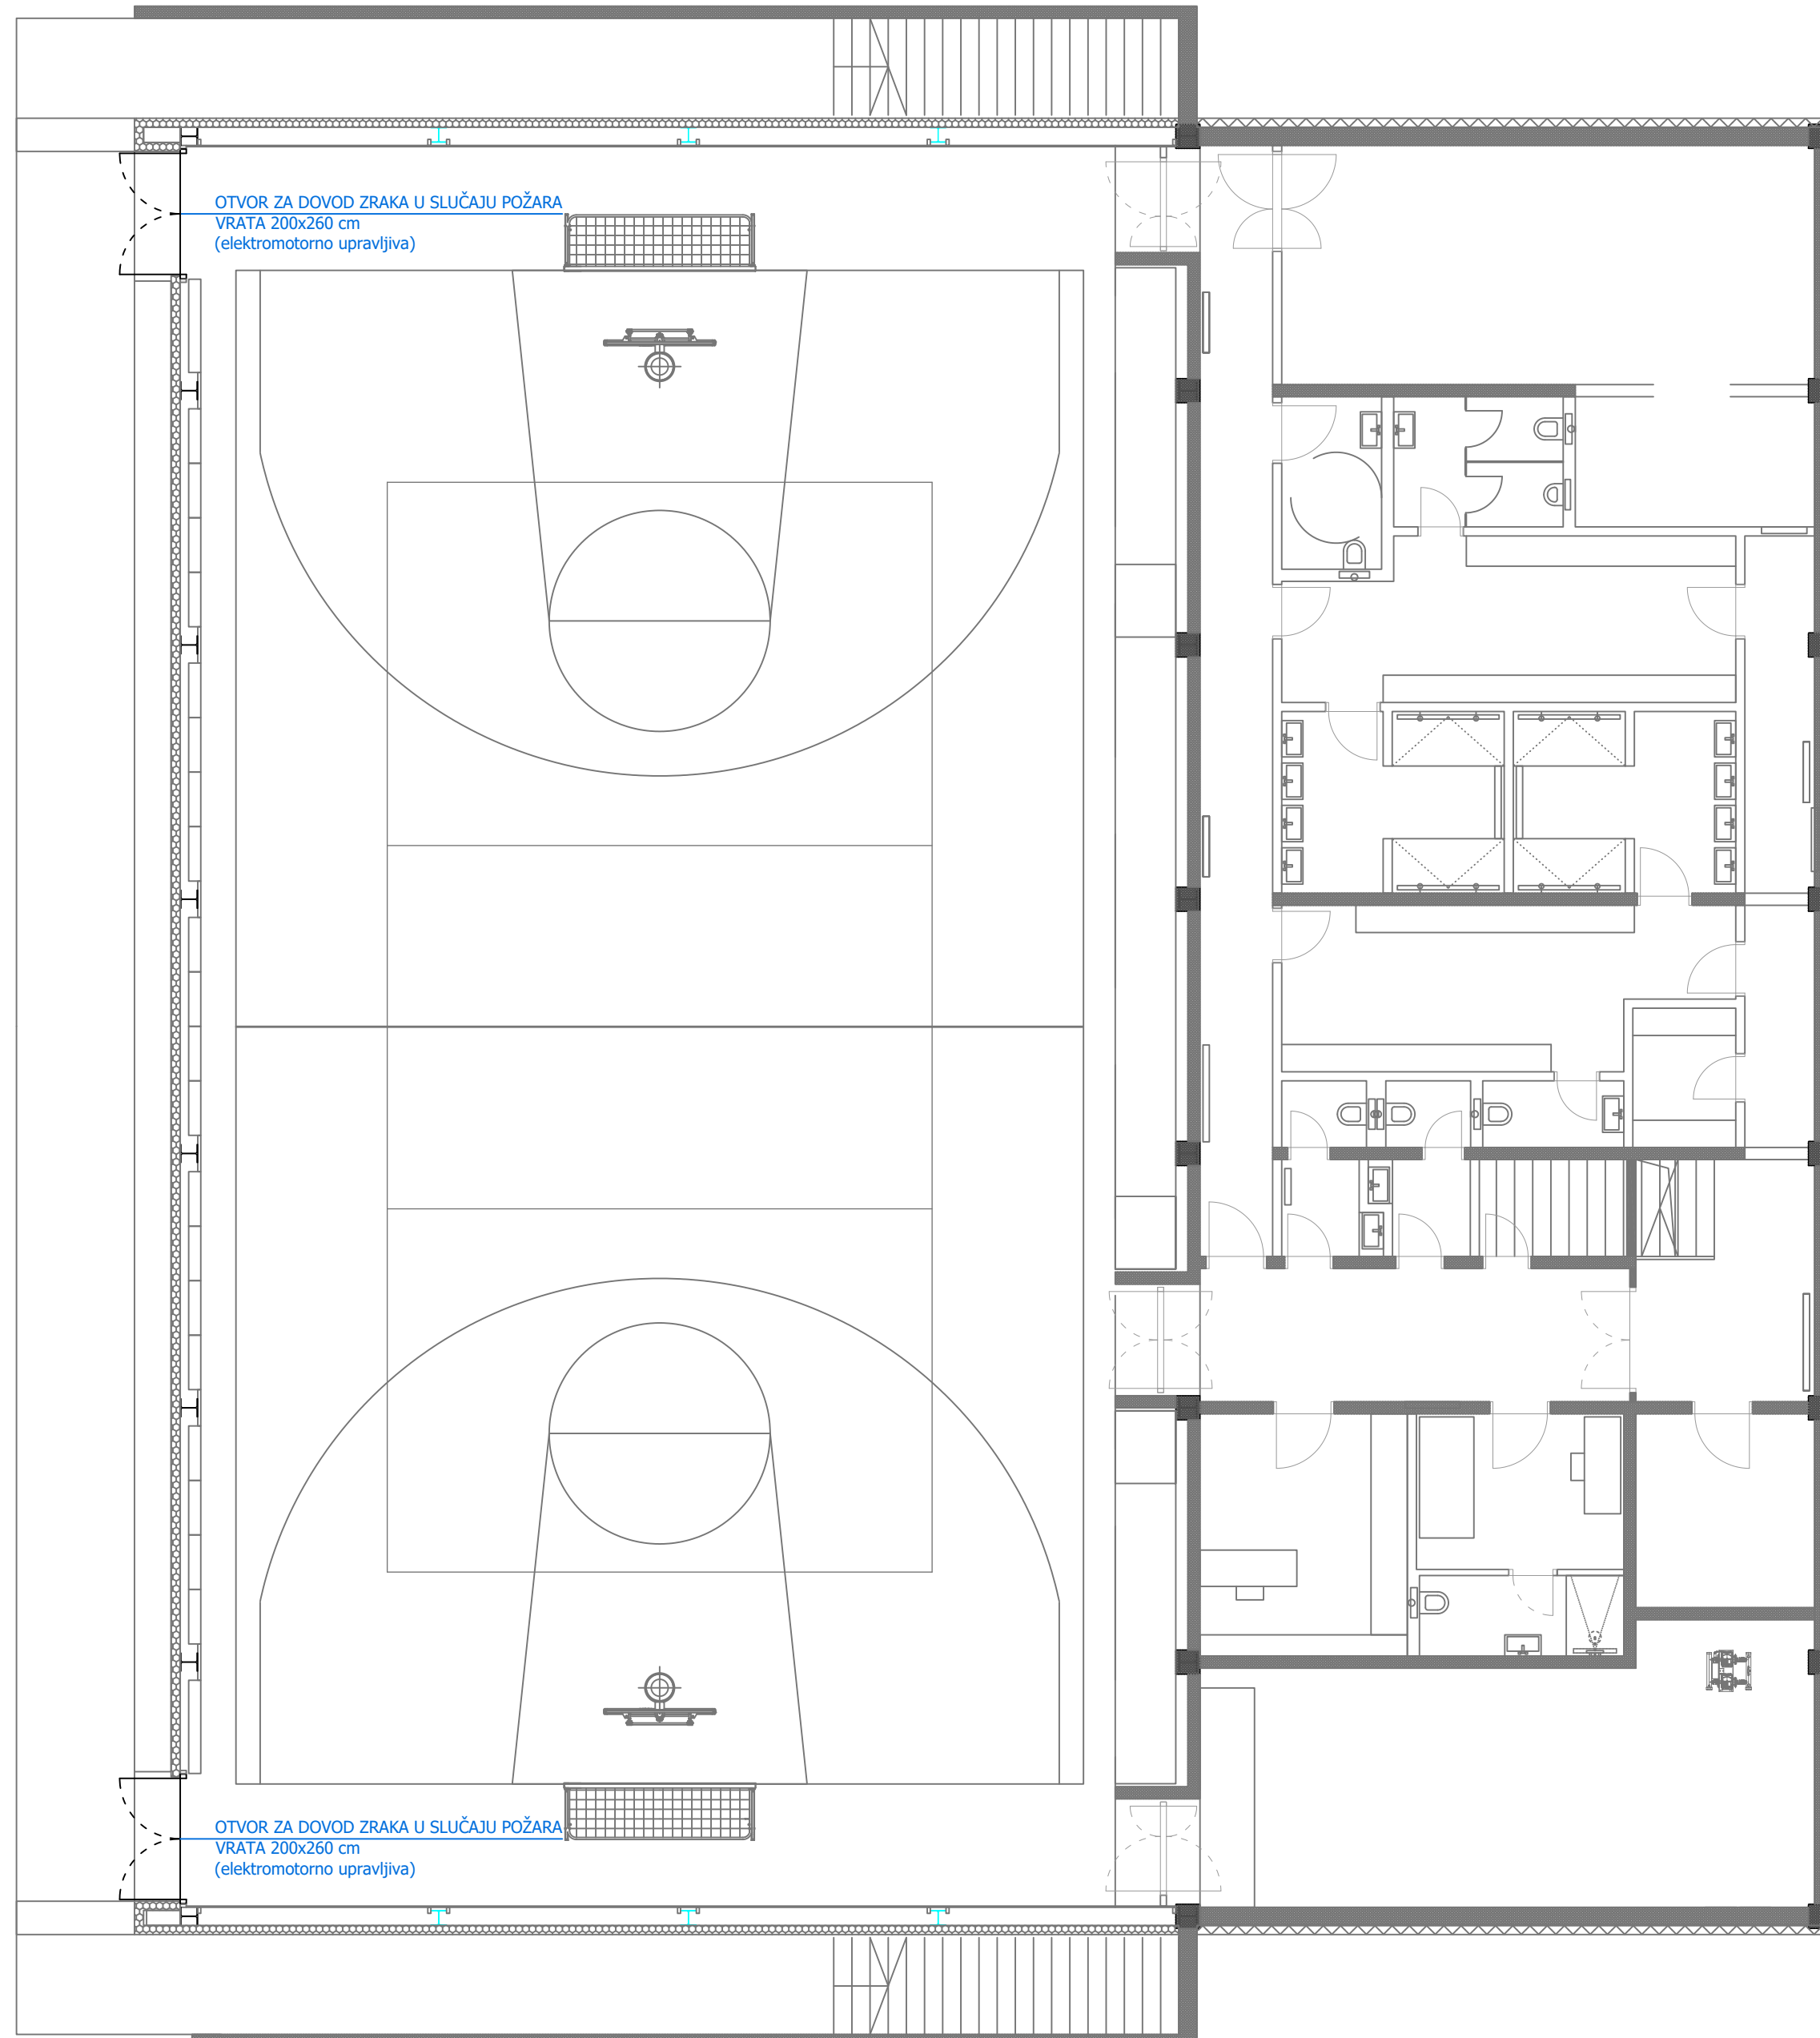 OTVOR ZA DOVOD ZRAKA U SLUČAJU POŽARA
VRATA 200x260 cm
(elektromotorno upravljiva)
OTVOR ZA DOVOD ZRAKA U SLUČAJU POŽARA
VRATA 200x260 cm
(elektromotorno upravljiva)